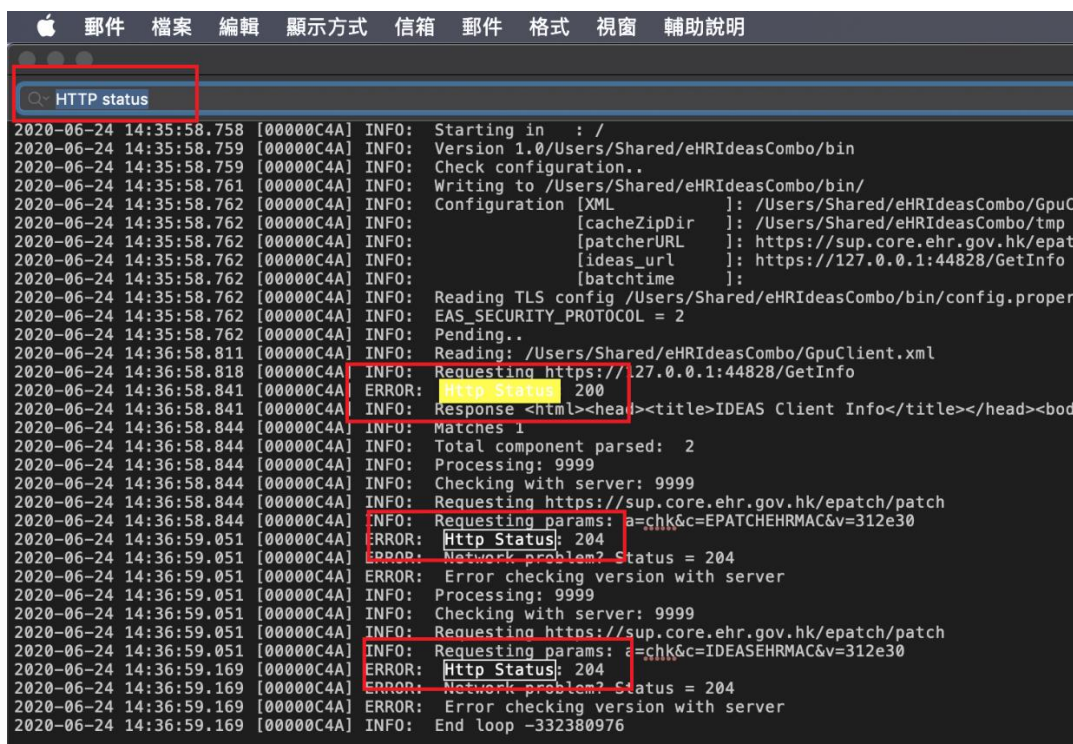 郵件 檔案 編輯 顯示方式 信箱 郵件 格式 視窗 輔助說明
HTTP status
2020-06-24 14:35:58.758 [00000C4A] INFO: Starting in : /
2020-06-24 14:35:58.759 [00000C4A] INFO: Version 1.0/Users/Shared/eHRIdeasCombo/bin
2020-06-24 14:35:58.759 [00000C4A] INFO: Check configuration..
2020-06-24 14:35:58.761 [00000C4A] INFO: Writing to /Users/Shared/eHRIdeasCombo/bin/
2020-06-24 14:35:58.762 [00000C4A] INFO: Configuration [XML ]: /Users/Shared/eHRIdeasCombo/GpuC
2020-06-24 14:35:58.762 [00000C4A] INFO: [cacheZipDir ]: /Users/Shared/eHRIdeasCombo/tmp
2020-06-24 14:35:58.762 [00000C4A] INFO: [patcherURL ]: https://sup.core.ehr.gov.hk/epat
2020-06-24 14:35:58.762 [00000C4A] INFO: [ideas_url ]: https://127.0.0.1:44828/GetInfo
2020-06-24 14:35:58.762 [00000C4A] INFO: [batchtime ]:
2020-06-24 14:35:58.762 [00000C4A] INFO: Reading TLS config /Users/Shared/eHRIdeasCombo/bin/config.proper
2020-06-24 14:35:58.762 [00000C4A] INFO: EAS_SECURITY_PROTOCOL = 2
2020-06-24 14:35:58.762 [00000C4A] INFO: Pending..
2020-06-24 14:36:58.811 [00000C4A] INFO: Reading: /Users/Shared/eHRIdeasCombo/GpuClient.xml
2020-06-24 14:36:58.818 [00000C4A] INFO: Requesting https://127.0.0.1:44828/GetInfo
2020-06-24 14:36:58.841 [00000C4A] ERROR: Http Status 200
2020-06-24 14:36:58.841 [00000C4A] INFO: Response <html><head><title>IDEAS Client Info</title></head><bod
2020-06-24 14:36:58.844 [00000C4A] INFO: Matches 1
2020-06-24 14:36:58.844 [00000C4A] INFO: Total component parsed: 2
2020-06-24 14:36:58.844 [00000C4A] INFO: Processing: 9999
2020-06-24 14:36:58.844 [00000C4A] INFO: Checking with server: 9999
2020-06-24 14:36:58.844 [00000C4A] INFO: Requesting https://sup.core.ehr.gov.hk/epatch/patch
2020-06-24 14:36:58.844 [00000C4A] INFO: Requesting params: a=chk&c=EPATCHEHRMAC&v=312e30
2020-06-24 14:36:59.051 [00000C4A] ERROR: Http Status: 204
2020-06-24 14:36:59.051 [00000C4A] ERROR: Network problem? Status = 204
2020-06-24 14:36:59.051 [00000C4A] ERROR: Error checking version with server
2020-06-24 14:36:59.051 [00000C4A] INFO: Processing: 9999
2020-06-24 14:36:59.051 [00000C4A] INFO: Checking with server: 9999
2020-06-24 14:36:59.051 [00000C4A] INFO: Requesting https://sup.core.ehr.gov.hk/epatch/patch
2020-06-24 14:36:59.051 [00000C4A] INFO: Requesting params: a=chk&c=IDEASEHRMAC&v=312e30
2020-06-24 14:36:59.169 [00000C4A] ERROR: Http Status: 204
2020-06-24 14:36:59.169 [00000C4A] ERROR: Network problem? Status = 204
2020-06-24 14:36:59.169 [00000C4A] ERROR: Error checking version with server
2020-06-24 14:36:59.169 [00000C4A] INFO: End loop -332380976